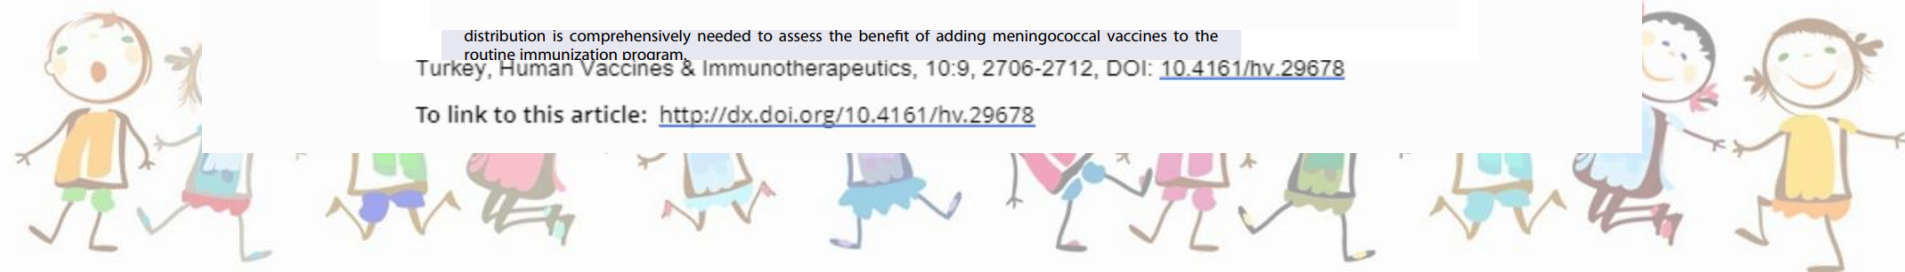 distribution is comprehensively needed to assess the benefit of adding meningococcal vaccines to the
routine immunization program.
Turkey, Human Vaccines & Immunotherapeutics, 10:9, 2706-2712, DOI: 10.4161/hv.29678
To link to this article: http://dx.doi.org/10.4161/hv.29678